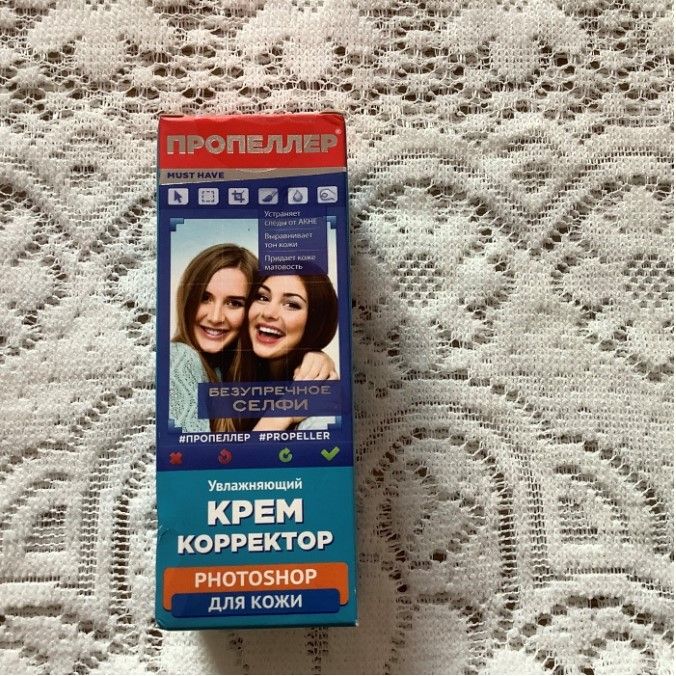 ПРОПЕЛЛЕР®
MUST HAVE
Устраняет
следы от АКНЕ
Выравнивает
тон кожи
Придает коже
матовость
БЕЗУПРЕЧНОЕ
СЕЛФИ
#ПРОПЕЛЛЕР #PROPELLER
Увлажняющий
КРЕМ
КОРРЕКТОР
PHOTOSHOP
ДЛЯ КОЖИ